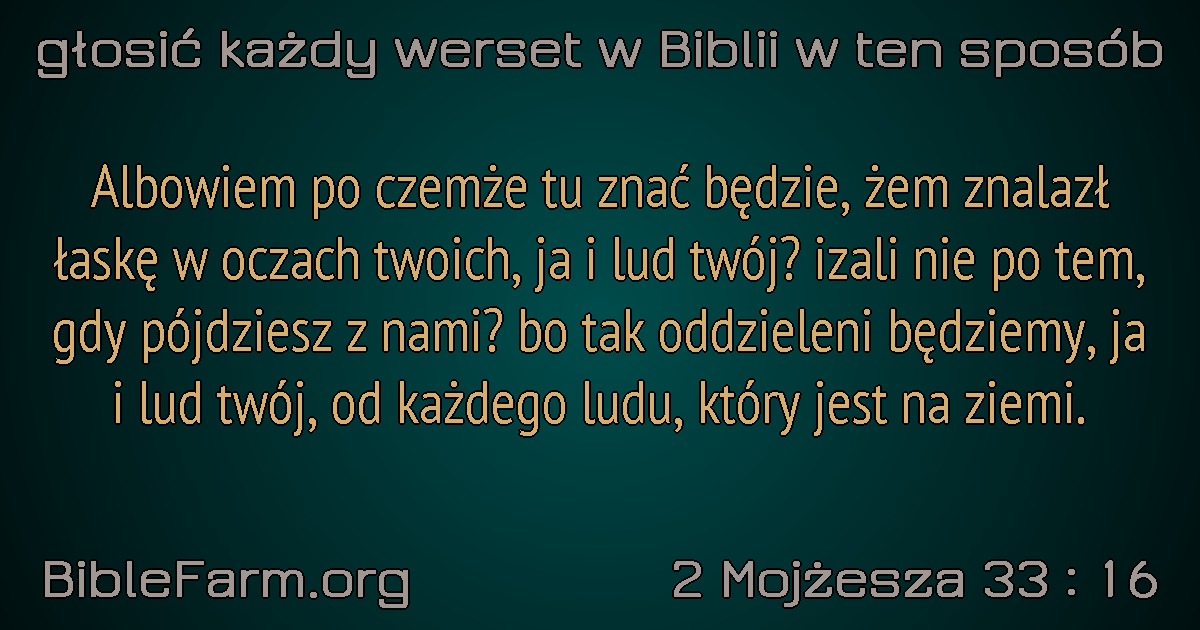 głosić każdy werset w Biblii w ten sposób
Albowiem po czemże tu znać będzie, żem znalazł
łaskę w oczach twoich, ja i lud twój? izali nie po tem,
gdy pójdziesz z nami? bo tak oddzieleni będziemy, ja
i lud twój, od każdego ludu, który jest na ziemi.
BibleFarm.org
2 Mojżesza 33 : 16